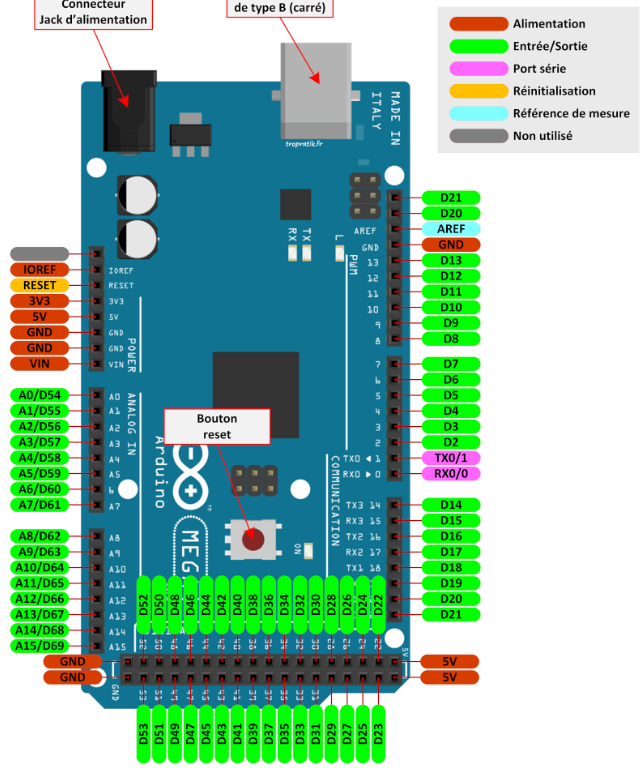 Connecteur
Jack d'alimentation
de type B (carré)
Alimentation
Entrée/Sortie
Port série
Réinitialisation
Référence de mesure
Non utilisé
MADE IN
ITALY
tropratik.fr
RX
TX
L
PWM
AREF
GND
13
12
11
10
9
8
7
6
5
4
3
2
TX0 ◄ 1
RX0 ► 0
TX3 14
RX3 15
TX2 16
RX2 17
TX1 18
COMMUNICATION
D21
D20
AREF
GND
D13
D12
D11
D10
D9
D8
D7
D6
D5
D4
D3
D2
TX0/1
RX0/0
D14
D15
D16
D17
D18
D19
D20
D21
IOREF
RESET
3V3
5V
GND
GND
VIN
IOREF
RESET
3V3
5V
GND
GND
VIN
POWER
A0/D54
A1/D55
A2/D56
A3/D57
A4/D58
A5/D59
A6/D60
A7/D61
A0
A1
A2
A3
A4
A5
6
A7
ANALOG IN
A8/D62
A9/D63
A10/D64
A11/D65
A12/D66
A13/D67
A14/D68
A15/D69
A8
A9
A10
A11
A12
A13
A14
A15
Bouton
reset
Arduino
TM
MEG
ON
D52
D50
D48
D46
D44
D42
D40
D38
D36
D34
D32
D30
D28
D26
D24
D22
GND
GND
5V
5V
5V
GND
D53
D51
D49
D47
D45
D43
D41
D39
D37
D35
D33
D31
D29
D27
D25
D23